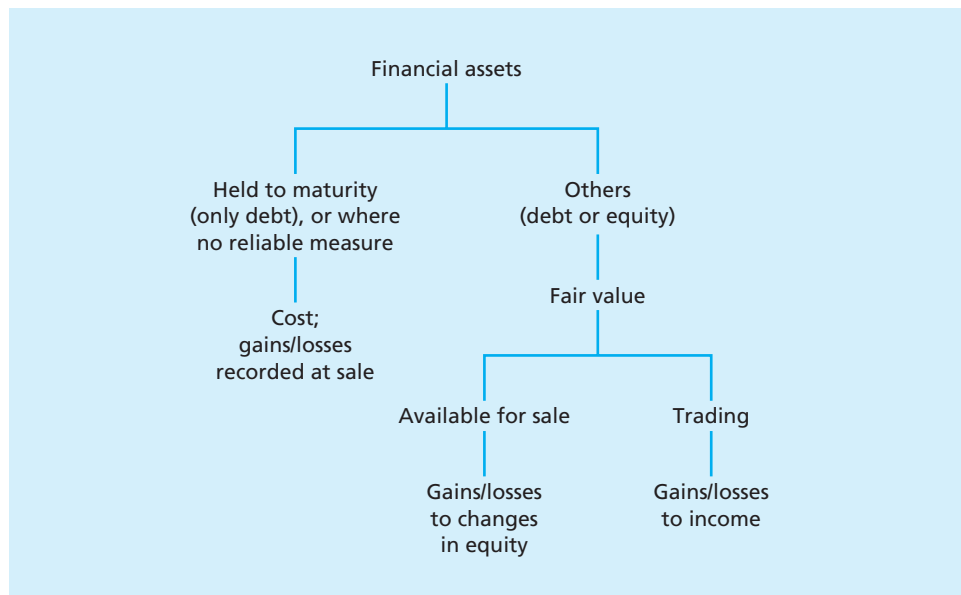 Financial assets
Held to maturity
(only debt), or where
no reliable measure
Others
(debt or equity)
Fair value
Cost;
gains/losses
recorded at sale
Available for sale
Trading
Gains/losses
to changes
in equity
Gains/losses
to income